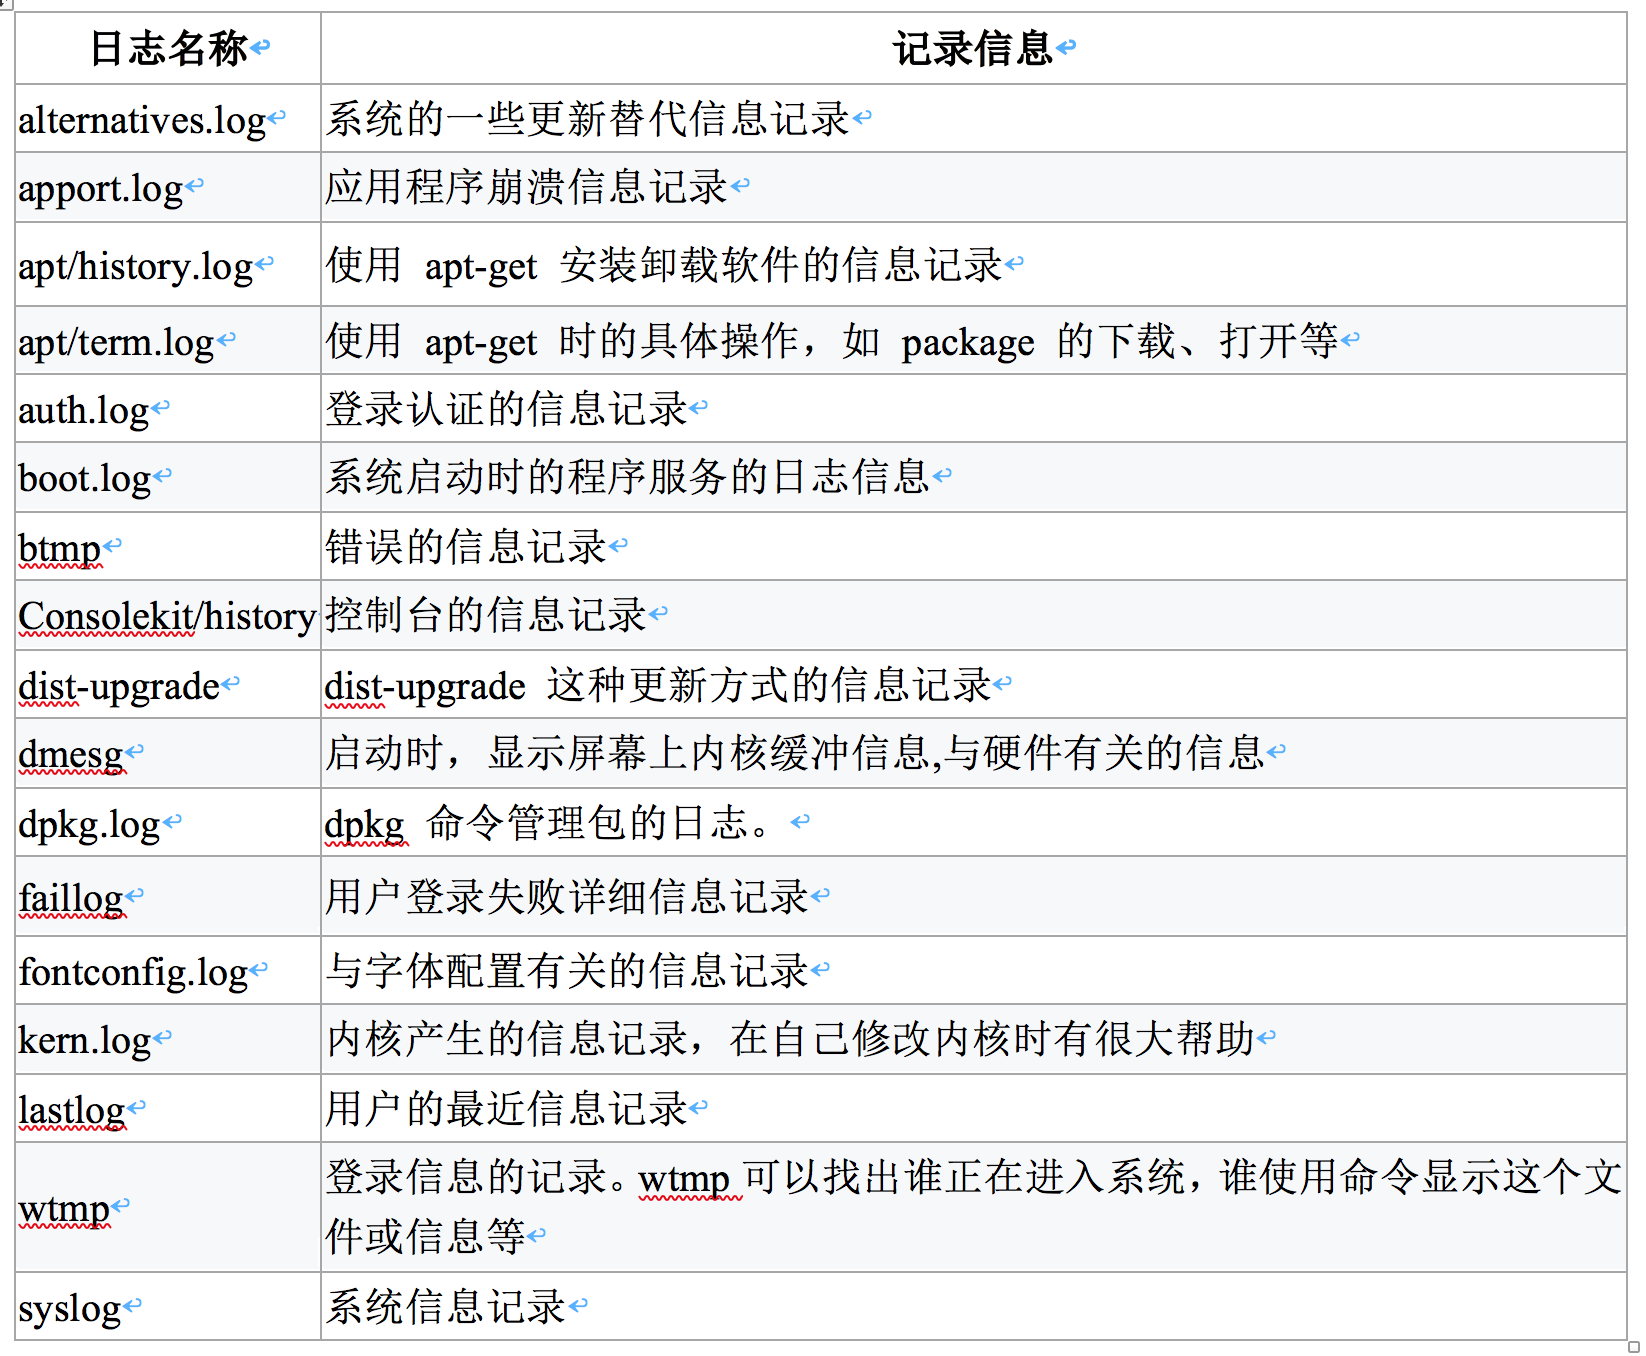 日志名称 记录信息
alternatives.log 系统的一些更新替代信息记录
apport.log 应用程序崩溃信息记录
apt/history.log 使用 apt-get 安装卸载软件的信息记录
apt/term.log 使用 apt-get 时的具体操作，如 package 的下载、打开等
auth.log 登录认证的信息记录
boot.log 系统启动时的程序服务的日志信息
btmp 错误的信息记录
Consolekit/history 控制台的信息记录
dist-upgrade dist-upgrade 这种更新方式的信息记录
dmesg 启动时，显示屏幕上内核缓冲信息,与硬件有关的信息
dpkg.log dpkg 命令管理包的日志。
faillog 用户登录失败详细信息记录
fontconfig.log 与字体配置有关的信息记录
kern.log 内核产生的信息记录，在自己修改内核时有很大帮助
lastlog 用户的最近信息记录
wtmp 登录信息的记录。wtmp 可以找出谁正在进入系统，谁使用命令显示这个文
件或信息等
syslog 系统信息记录